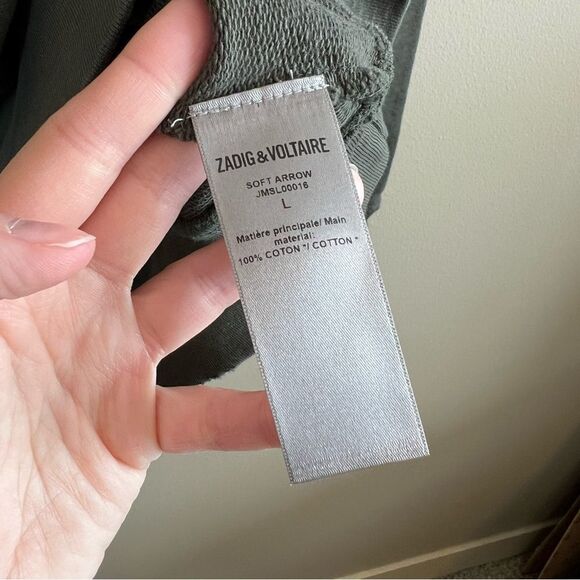 ZADIG&VOLTAIRE
SOFT ARROW
JMSL00016
L
Matière principale/ Main
material:
100% COTON "/ COTTON "